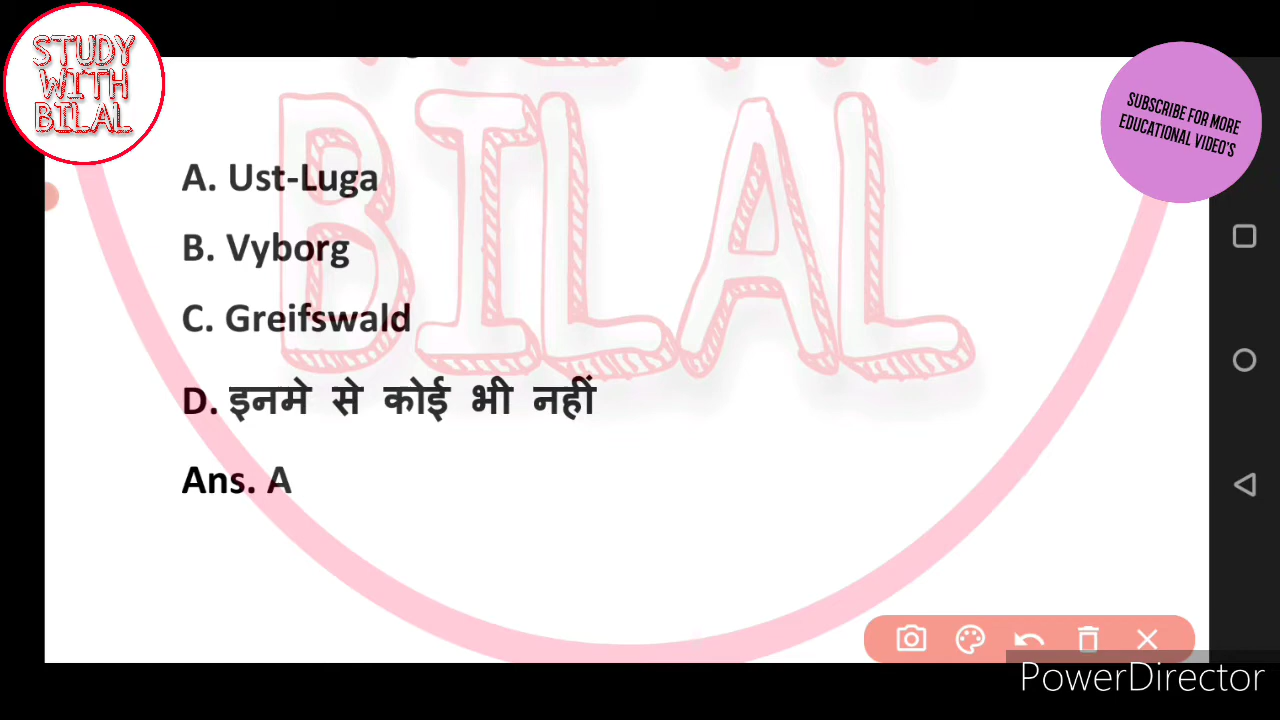 STUDY
WITH
BILAL
SUBSCRIBE FOR MORE
EDUCATIONAL VIDEO'S
BILAL
A. Ust-Luga
B. Vyborg
C. Greifswald
D. इनमे से कोई भी नहीं
Ans. A
PowerDirector